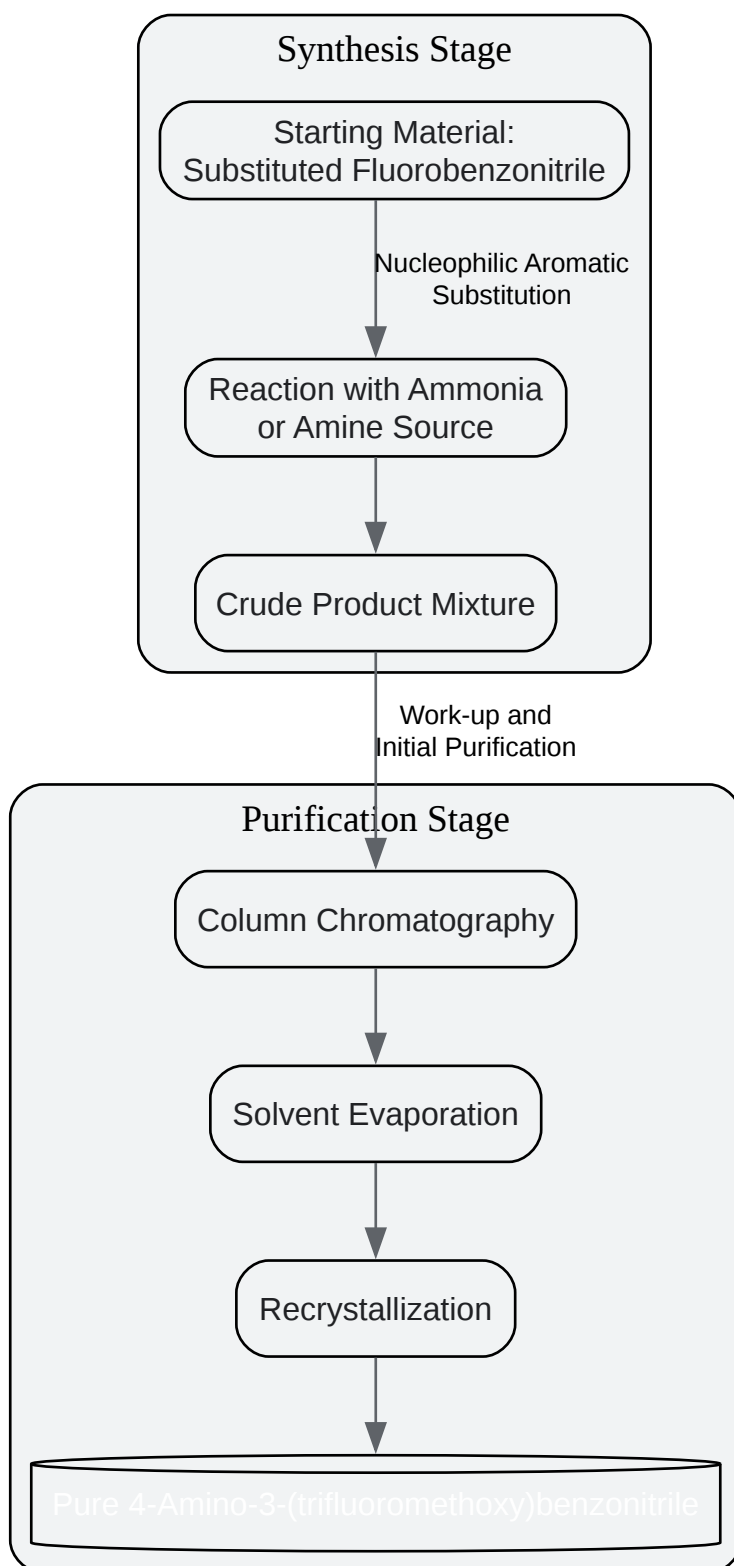 Synthesis Stage
Starting Material:
Substituted Fluorobenzonitrile
Nucleophilic Aromatic
Substitution
Reaction with Ammonia
or Amine Source
Crude Product Mixture
Work-up and
Initial Purification
Purification Stage
Column Chromatography
Solvent Evaporation
Recrystallization
Pure 4-Amino-3-(trifluoromethoxy)benzonitrile